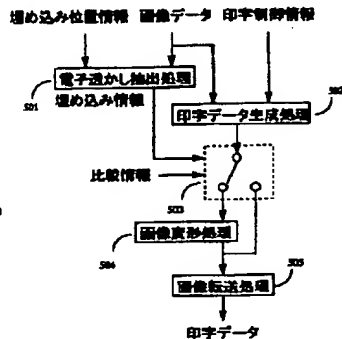 埋め込み位置情報 画像データ 印字制御情報
電子透かし抽出処理
501
埋め込み情報
印字データ生成処理
502
比較情報
503
画像変形処理
504
画像転送処理
505
印字データ